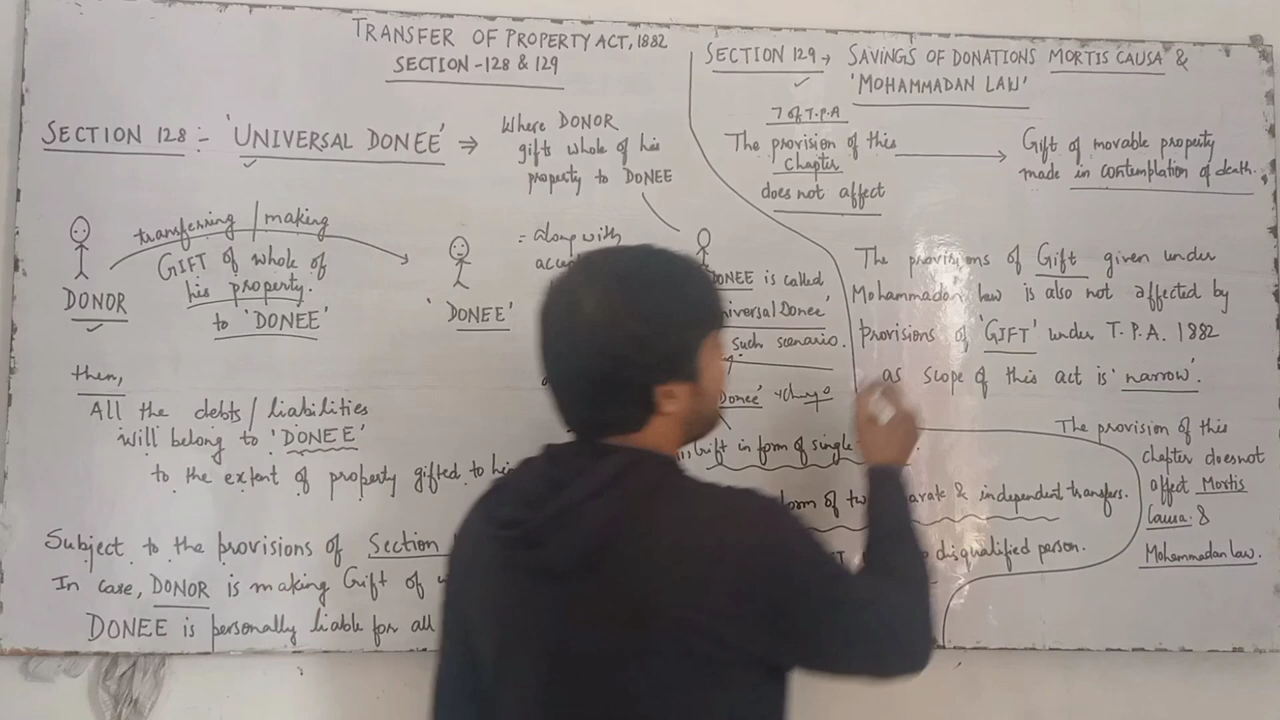 TRANSFER OF PROPERTY ACT, 1882
SECTION - 128 & 129
SECTION 128 :- 'UNIVERSAL DONEE' ⇒
Where DONOR
gifts whole of his
property to DONEE
transferring / making
GIFT of whole of
his property.
to 'DONEE'
DONOR
'DONEE'
= along with
DONEE is called
Donee'
such scenario.
Donee'
then,
All the debts / liabilities
will belong to 'DONEE'
to the extent of property gifted to
Gift in form of single
form of & independent transfers.
disqualified person.
Subject to the provisions of Section
In case, DONOR is making Gift of
DONEE is personally liable for all
SECTION 129 → SAVINGS OF DONATIONS MORTIS CAUSA &
'MOHAMMADAN LAW'
7 of T.P.A
The provision of this
chapter
does not affect
Gift of movable property
made in contemplation of death.
The provisions of Gift given under
Mohammadan law is also not affected by
provisions of 'GIFT' under T.P.A. 1882
as scope of this act is 'narrow'.
The provision of this
chapter does not
affect Mortis
Causa &
Mohammadan law.